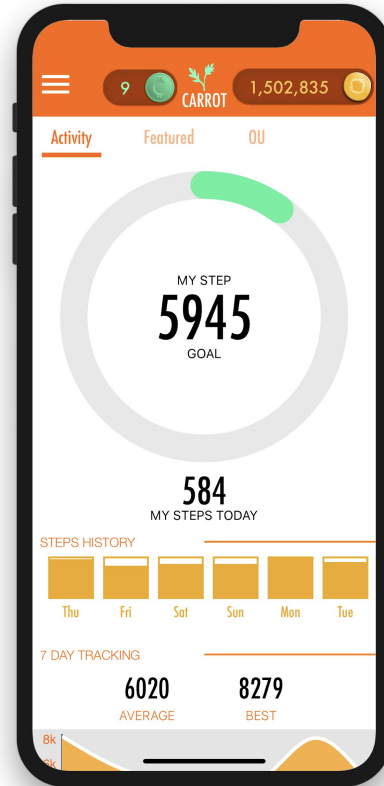 9
CARROT
1,502,835
Activity Featured OU
MY STEP
5945
GOAL
584
MY STEPS TODAY
STEPS HISTORY
Thu Fri Sat Sun Mon Tue
7 DAY TRACKING
6020 8279
AVERAGE BEST
8k
6k